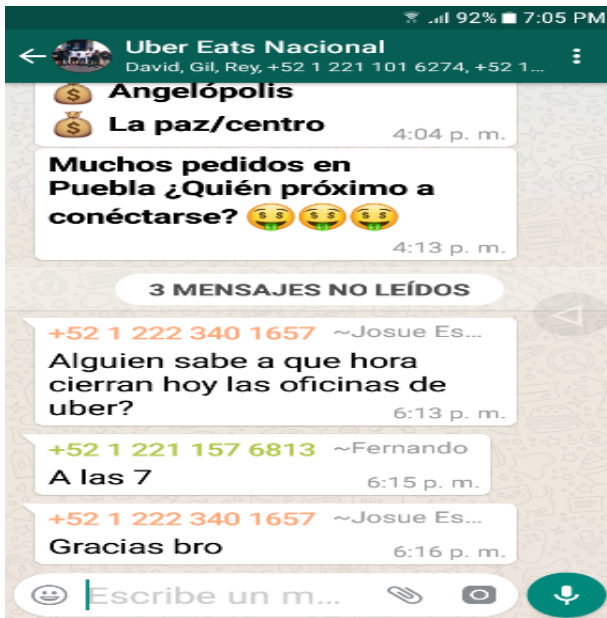 92% 7:05 PM
Uber Eats Nacional
David, Gil, Rey, +52 1 221 101 6274, +52 1...
Angelópolis
La paz/centro
4:04 p. m.
Muchos pedidos en
Puebla ¿Quién próximo a
conéctarse?
4:13 p. m.
3 MENSAJES NO LEÍDOS
+52 1 222 340 1657 ~Josue Es...
Alguien sabe a que hora
cierran hoy las oficinas de
uber?
6:13 p. m.
+52 1 221 157 6813 ~Fernando
A las 7
6:15 p. m.
+52 1 222 340 1657 ~Josue Es...
Gracias bro
6:16 p. m.
Escribe un m...